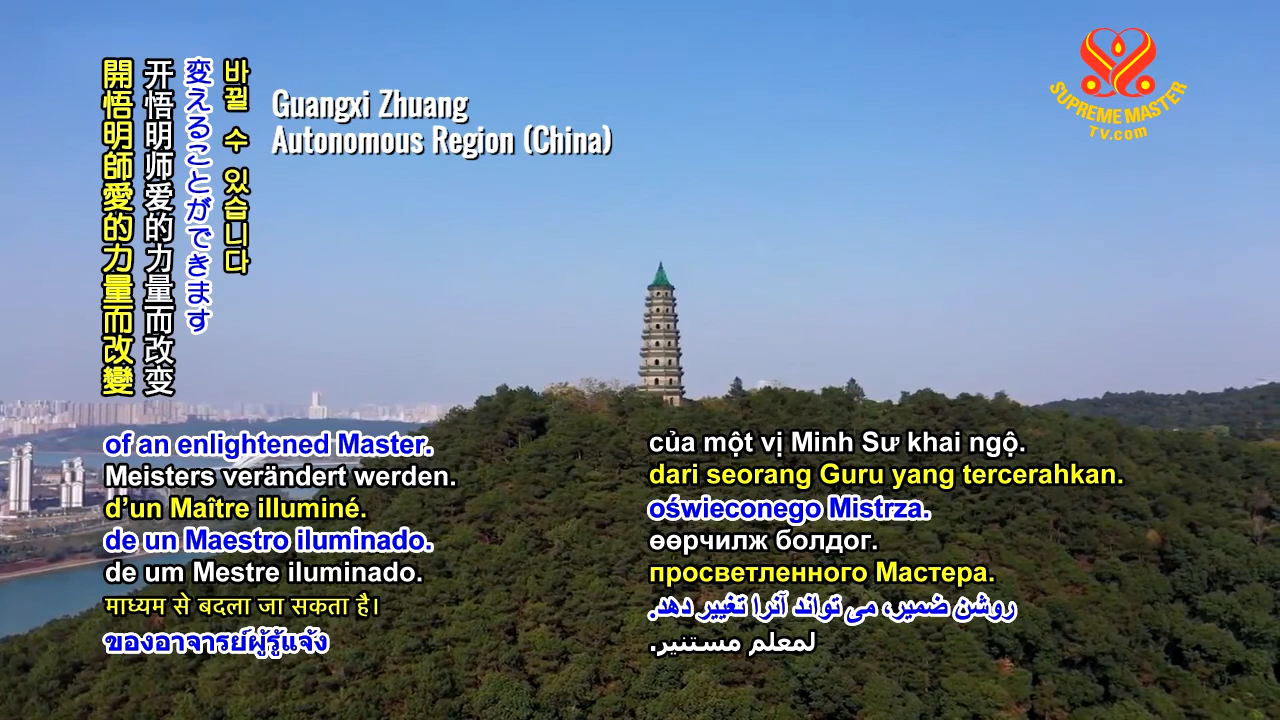 開悟明師愛的力量而改變
开悟明师爱的力量而改变
変えることができます
바뀔 수 있습니다
Guangxi Zhuang
Autonomous Region (China)
SUPREME MASTER
TV.com
of an enlightened Master.
Meisters verändert werden.
d’un Maître illuminé.
de un Maestro iluminado.
de um Mestre iluminado.
माध्यम से बदला जा सकता है।
ของอาจารย์ผู้รู้แจ้ง
của một vị Minh Sư khai ngộ.
dari seorang Guru yang tercerahkan.
oświeconego Mistrza.
өөрчилж болдог.
просветленного Мастера.
روشن ضمیر، می تواند آنرا تغییر دهد.
لمعلم مستنير.